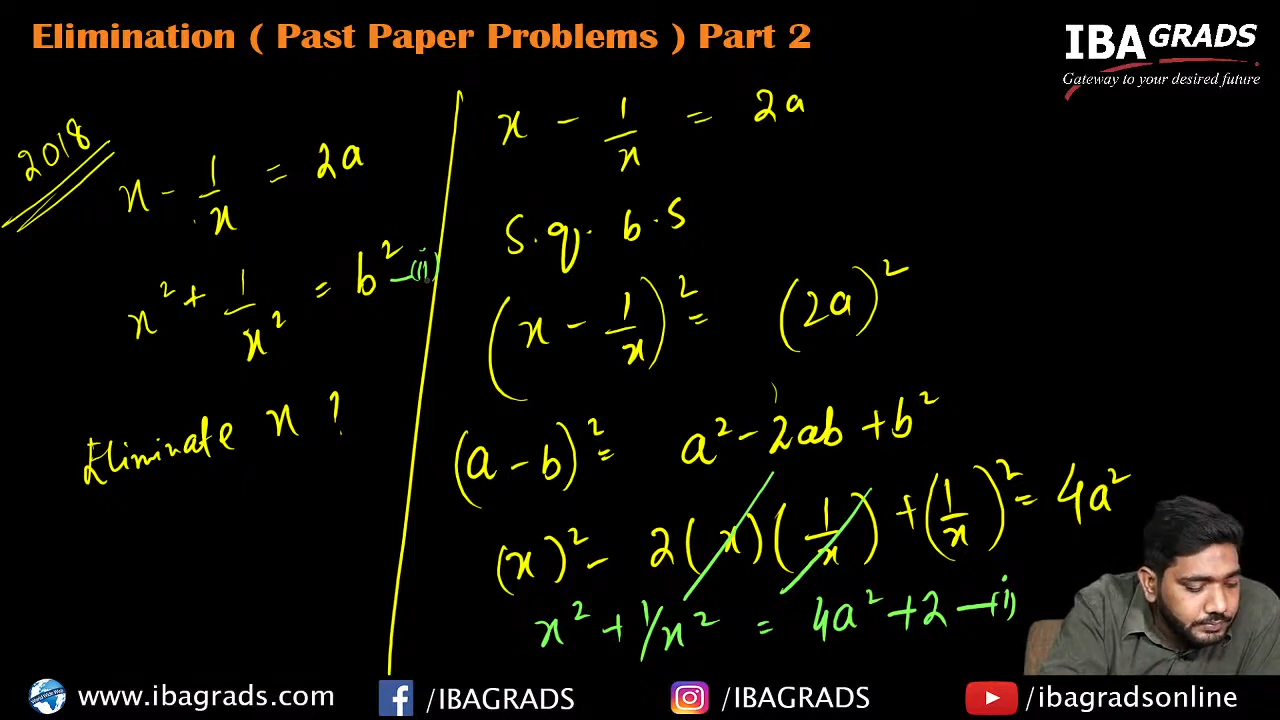 Elimination ( Past Paper Problems ) Part 2
IBA GRADS
Gateway to your desired future
2018
x - 1/x = 2a
x² + 1/x² = b² —(ii)
Eliminate x ?
x - 1/x = 2a
S.q. b.S
(x - 1/x)² = (2a)²
(a - b)² = a² - 2ab + b²
(x)² - 2(x)(1/x) + (1/x)² = 4a²
x² + 1/x² = 4a² + 2 —(i)
www.ibagrads.com
/IBAGRADS
/IBAGRADS
/ibagradsonline